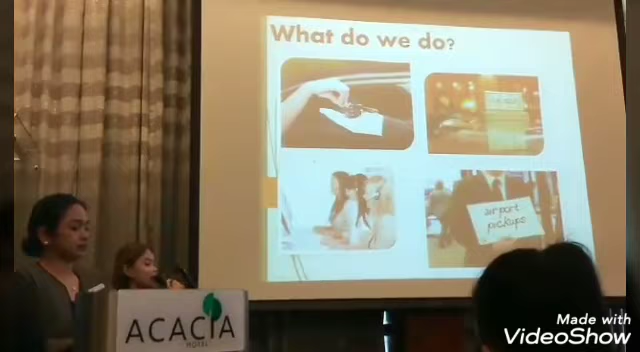 What do we do?
airport
pickups
ACACIA
HOTEL
Made with
VideoShow